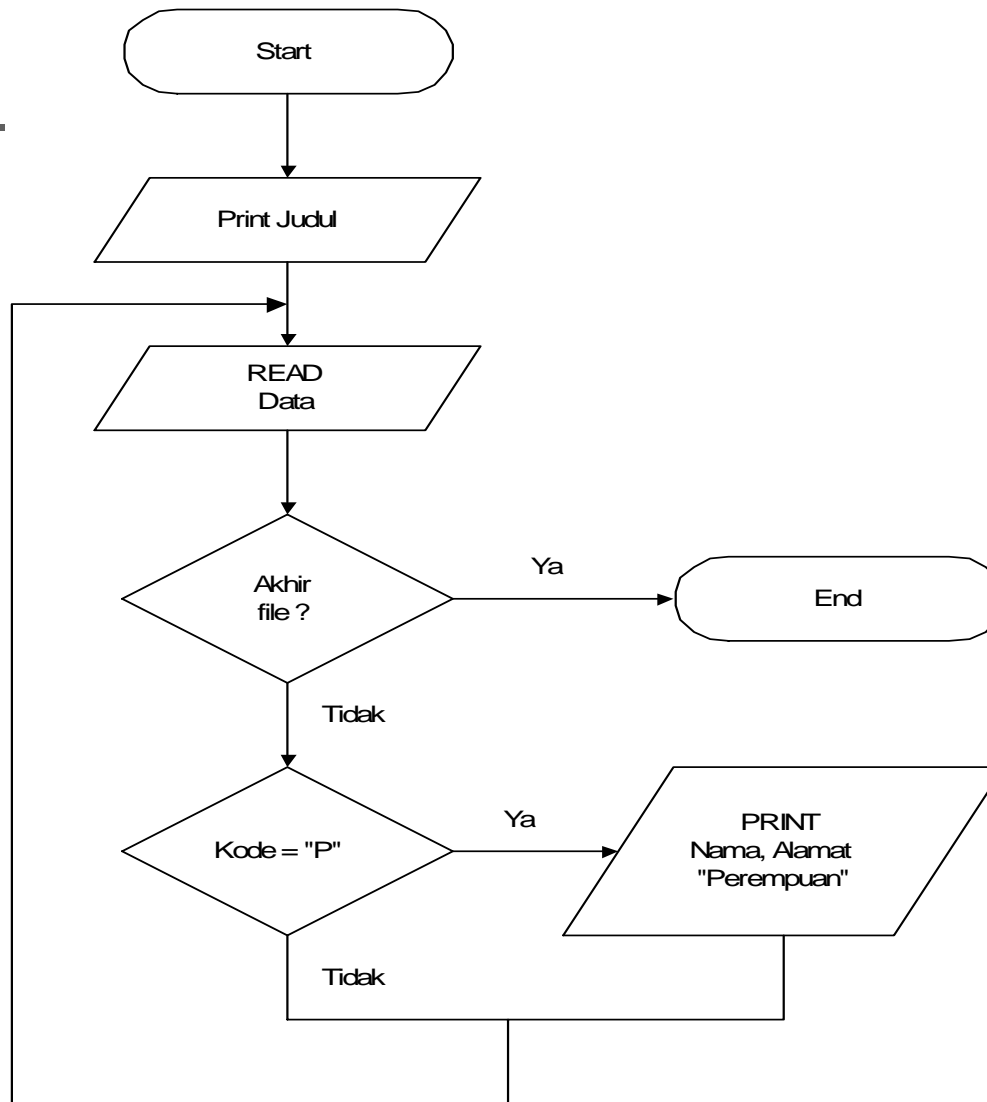 Start
Print Judul
READ
Data
Akhir
file ?
Ya
End
Tidak
Kode = "P"
Ya
PRINT
Nama, Alamat
"Perempuan"
Tidak